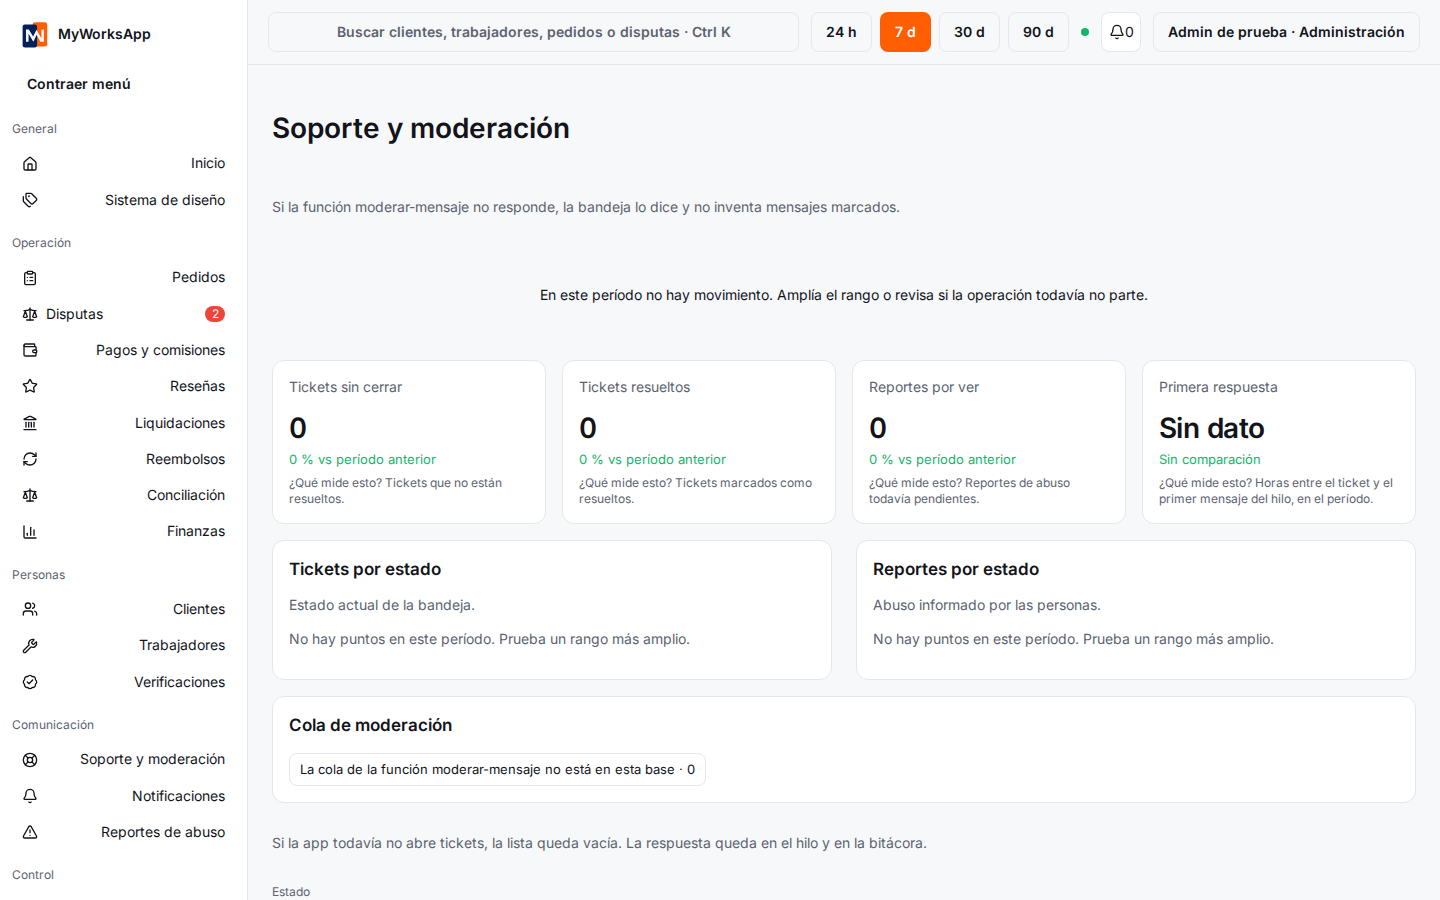 MyWorksApp
Contraer menú
General
Inicio
Sistema de diseño
Operación
Pedidos
Disputas 2
Pagos y comisiones
Reseñas
Liquidaciones
Reembolsos
Conciliación
Finanzas
Personas
Clientes
Trabajadores
Verificaciones
Comunicación
Soporte y moderación
Notificaciones
Reportes de abuso
Control
Buscar clientes, trabajadores, pedidos o disputas · Ctrl K
24 h
7 d
30 d
90 d
0
Admin de prueba · Administración
Soporte y moderación
Si la función moderar-mensaje no responde, la bandeja lo dice y no inventa mensajes marcados.
En este período no hay movimiento. Amplía el rango o revisa si la operación todavía no parte.
Tickets sin cerrar
0
0 % vs período anterior
¿Qué mide esto? Tickets que no están
resueltos.
Tickets resueltos
0
0 % vs período anterior
¿Qué mide esto? Tickets marcados como
resueltos.
Reportes por ver
0
0 % vs período anterior
¿Qué mide esto? Reportes de abuso
todavía pendientes.
Primera respuesta
Sin dato
Sin comparación
¿Qué mide esto? Horas entre el ticket y el
primer mensaje del hilo, en el período.
Tickets por estado
Estado actual de la bandeja.
No hay puntos en este período. Prueba un rango más amplio.
Reportes por estado
Abuso informado por las personas.
No hay puntos en este período. Prueba un rango más amplio.
Cola de moderación
La cola de la función moderar-mensaje no está en esta base · 0
Si la app todavía no abre tickets, la lista queda vacía. La respuesta queda en el hilo y en la bitácora.
Estado